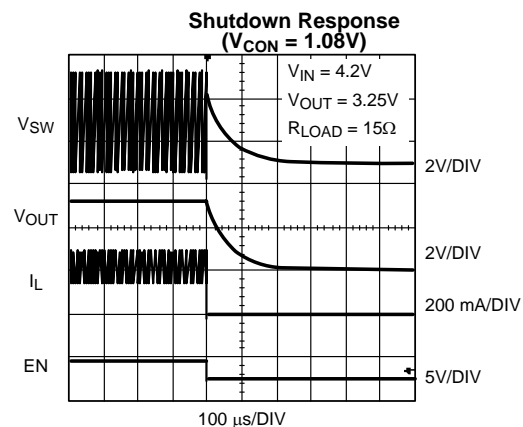 Shutdown Response
(VCON = 1.08V)
VIN = 4.2V
VOUT = 3.25V
RLOAD = 15Ω
VSW
2V/DIV
VOUT
2V/DIV
IL
200 mA/DIV
EN
5V/DIV
100 μs/DIV